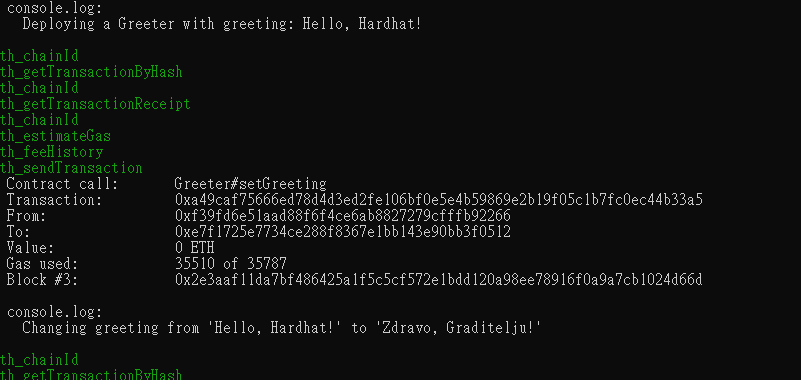 console.log:
Deploying a Greeter with greeting: Hello, Hardhat!
th_chainId
th_getTransactionByHash
th_chainId
th_getTransactionReceipt
th_chainId
th_estimateGas
th_feeHistory
th_sendTransaction
Contract call: Greeter#setGreeting
Transaction: 0xa49caf75666ed78d4d3ed2fe106bf0e5e4b59869e2b19f05c1b7fc0ec44b33a5
From: 0xf39fd6e51aad88f6f4ce6ab8827279cfffb92266
To: 0xe7f1725e7734ce288f8367e1bb143e90bb3f0512
Value: 0 ETH
Gas used: 35510 of 35787
Block #3: 0x2e3aaf11da7bf486425a1f5c5cf572e1bdd120a98ee78916f0a9a7cb1024d66d
console.log:
Changing greeting from 'Hello, Hardhat!' to 'Zdravo, Graditelju!'
th_chainId
th_getTransactionByHash